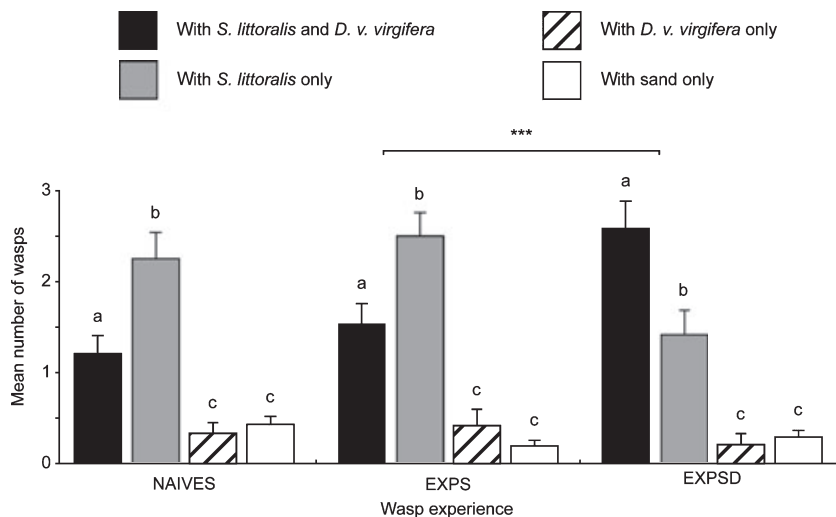 With S. littoralis and D. v. virgifera
With D. v. virgifera only
With S. littoralis only
With sand only
***
Mean number of wasps
3
2
1
0
a
b
c
c
a
b
c
c
a
b
c
c
NAIVES
EXPS
EXPSD
Wasp experience